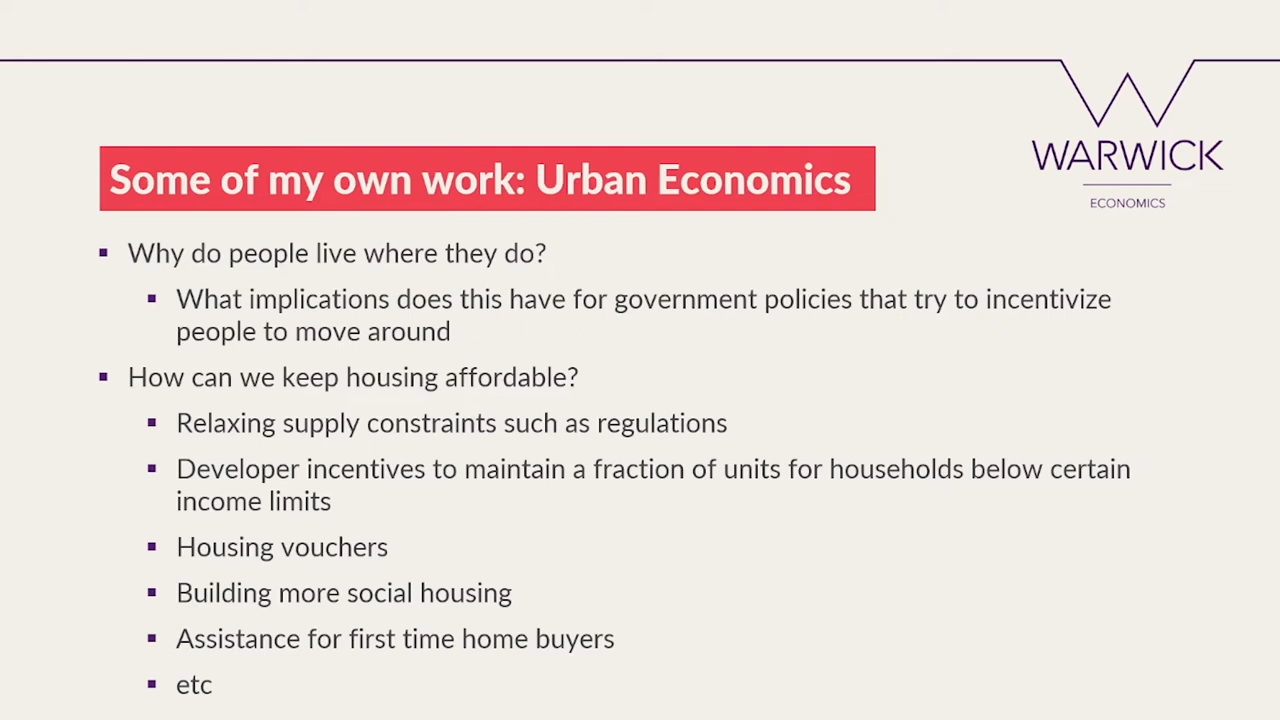 WARWICK
ECONOMICS
Some of my own work: Urban Economics
Why do people live where they do?
What implications does this have for government policies that try to incentivize
people to move around
How can we keep housing affordable?
Relaxing supply constraints such as regulations
Developer incentives to maintain a fraction of units for households below certain
income limits
Housing vouchers
Building more social housing
Assistance for first time home buyers
etc